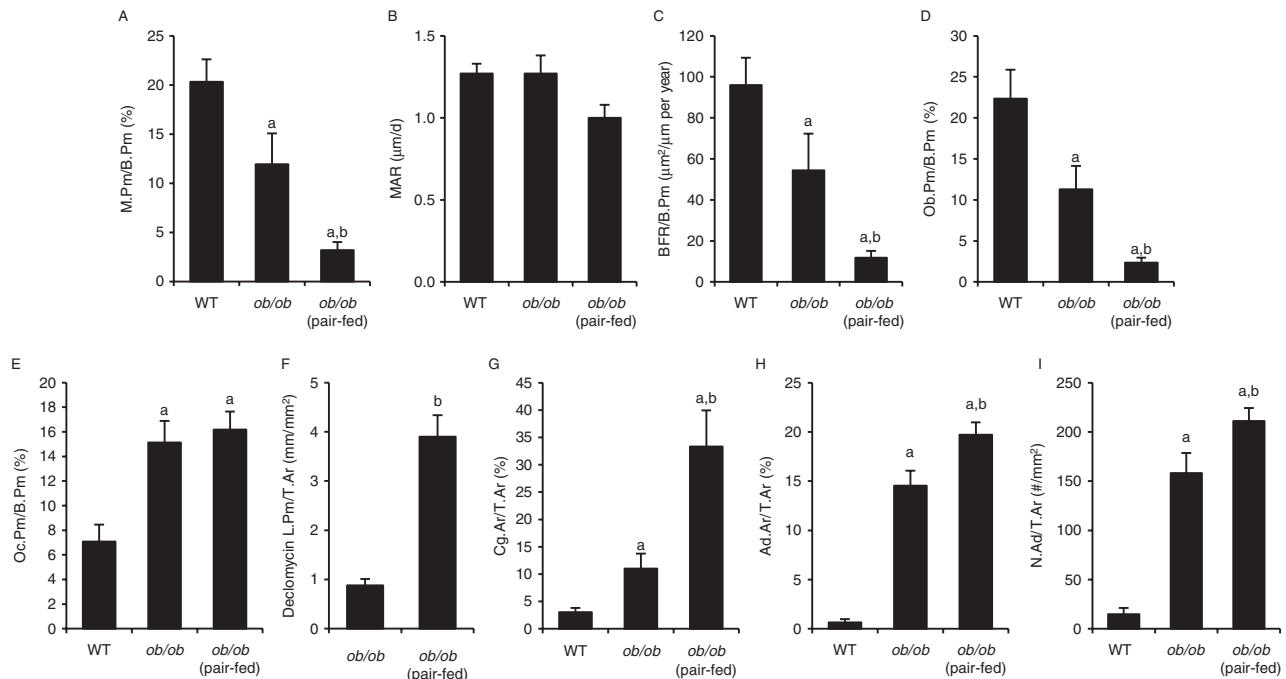 A
M.Pm/B.Pm (%)
25
20
15
10
5
0
a
a,b
WT
ob/ob
ob/ob
(pair-fed)
B
MAR (μm/d)
1.5
1.0
0.5
0.0
WT
ob/ob
ob/ob
(pair-fed)
C
BFR/B.Pm (μm²/μm per year)
120
100
80
60
40
20
0
a
a,b
WT
ob/ob
ob/ob
(pair-fed)
D
Ob.Pm/B.Pm (%)
30
25
20
15
10
5
0
a
a,b
WT
ob/ob
ob/ob
(pair-fed)
E
Oc.Pm/B.Pm (%)
20
18
16
14
12
10
8
6
4
2
0
a
a
WT
ob/ob
ob/ob
(pair-fed)
F
Declomycin L.Pm/T.Ar (mm/mm²)
5
4
3
2
1
0
b
ob/ob
ob/ob
(pair-fed)
G
Cg.Ar/T.Ar (%)
45
40
35
30
25
20
15
10
5
0
a
a,b
WT
ob/ob
ob/ob
(pair-fed)
H
Ad.Ar/T.Ar (%)
25
20
15
10
5
0
a
a,b
WT
ob/ob
ob/ob
(pair-fed)
I
N.Ad/T.Ar (#/mm²)
250
200
150
100
50
0
a
a,b
WT
ob/ob
ob/ob
(pair-fed)